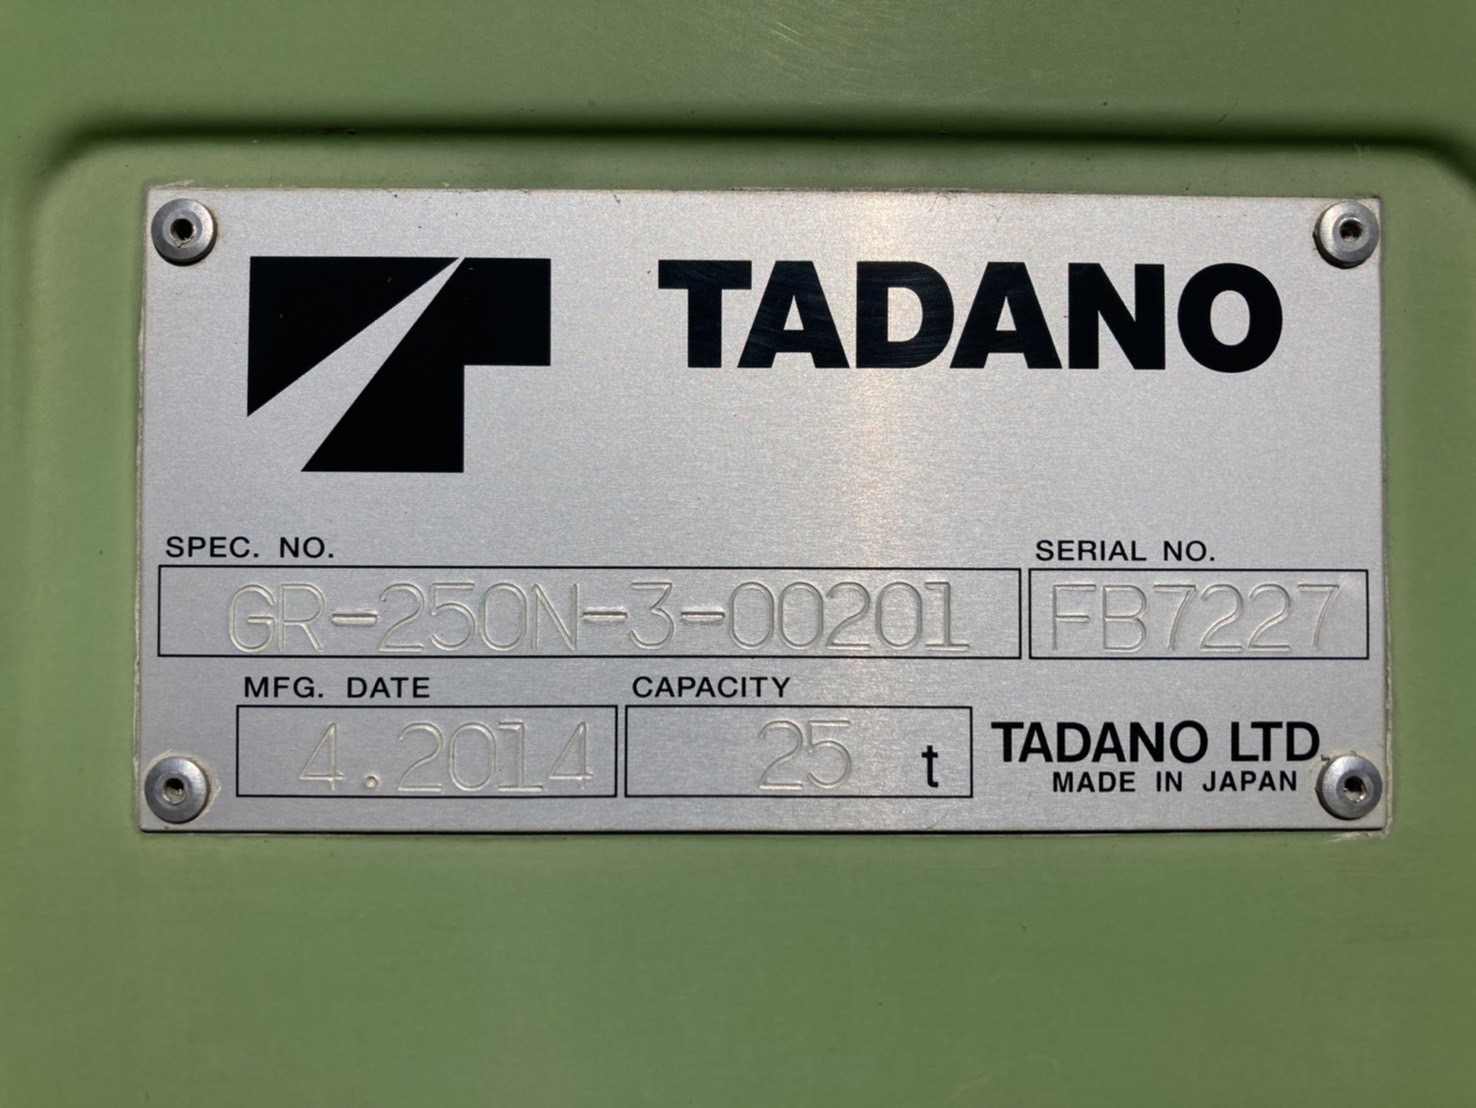 TADANO
SPEC. NO. SERIAL NO.
GR-250N-3-00201 FB7227
MFG. DATE CAPACITY
4.2014 25 t TADANO LTD.
MADE IN JAPAN